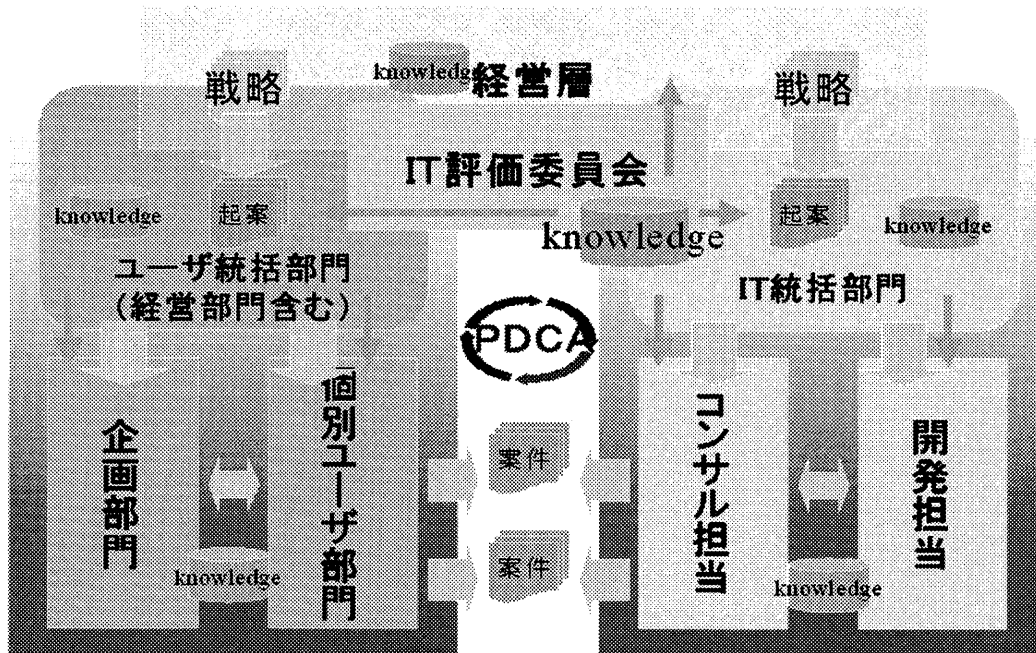 戦略
knowledge
経営層
戦略
IT評価委員会
knowledge
起案
knowledge
起案
knowledge
ユーザ統括部門
(経営部門含む)
IT統括部門
PDCA
企画部門
個別ユーザ部門
案件
案件
コンサル担当
開発担当
knowledge
knowledge